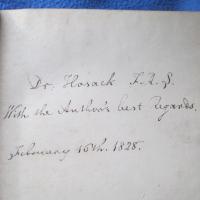 Dr. Hosack F.R.S.
With the Author's best Regards.
February 16th. 1828.